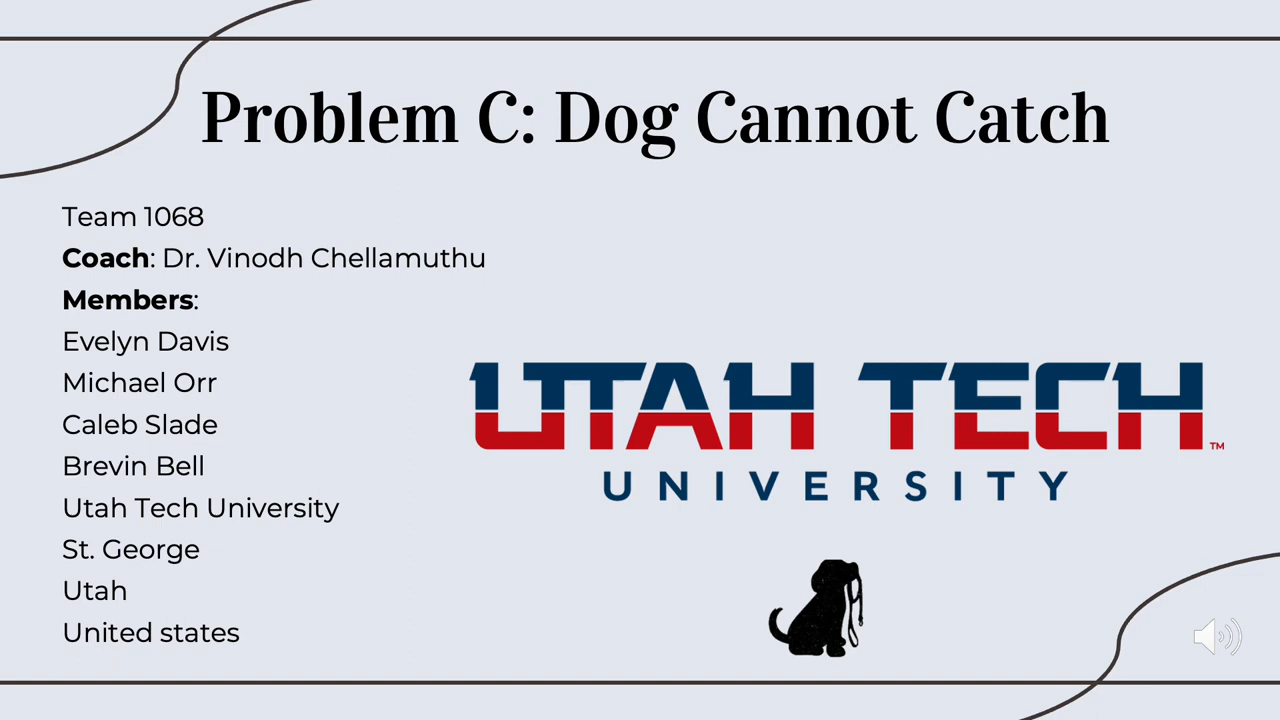 Problem C: Dog Cannot Catch
Team 1068
Coach: Dr. Vinodh Chellamuthu
Members:
Evelyn Davis
Michael Orr
Caleb Slade
Brevin Bell
Utah Tech University
St. George
Utah
United states
UTAH TECH™
UNIVERSITY